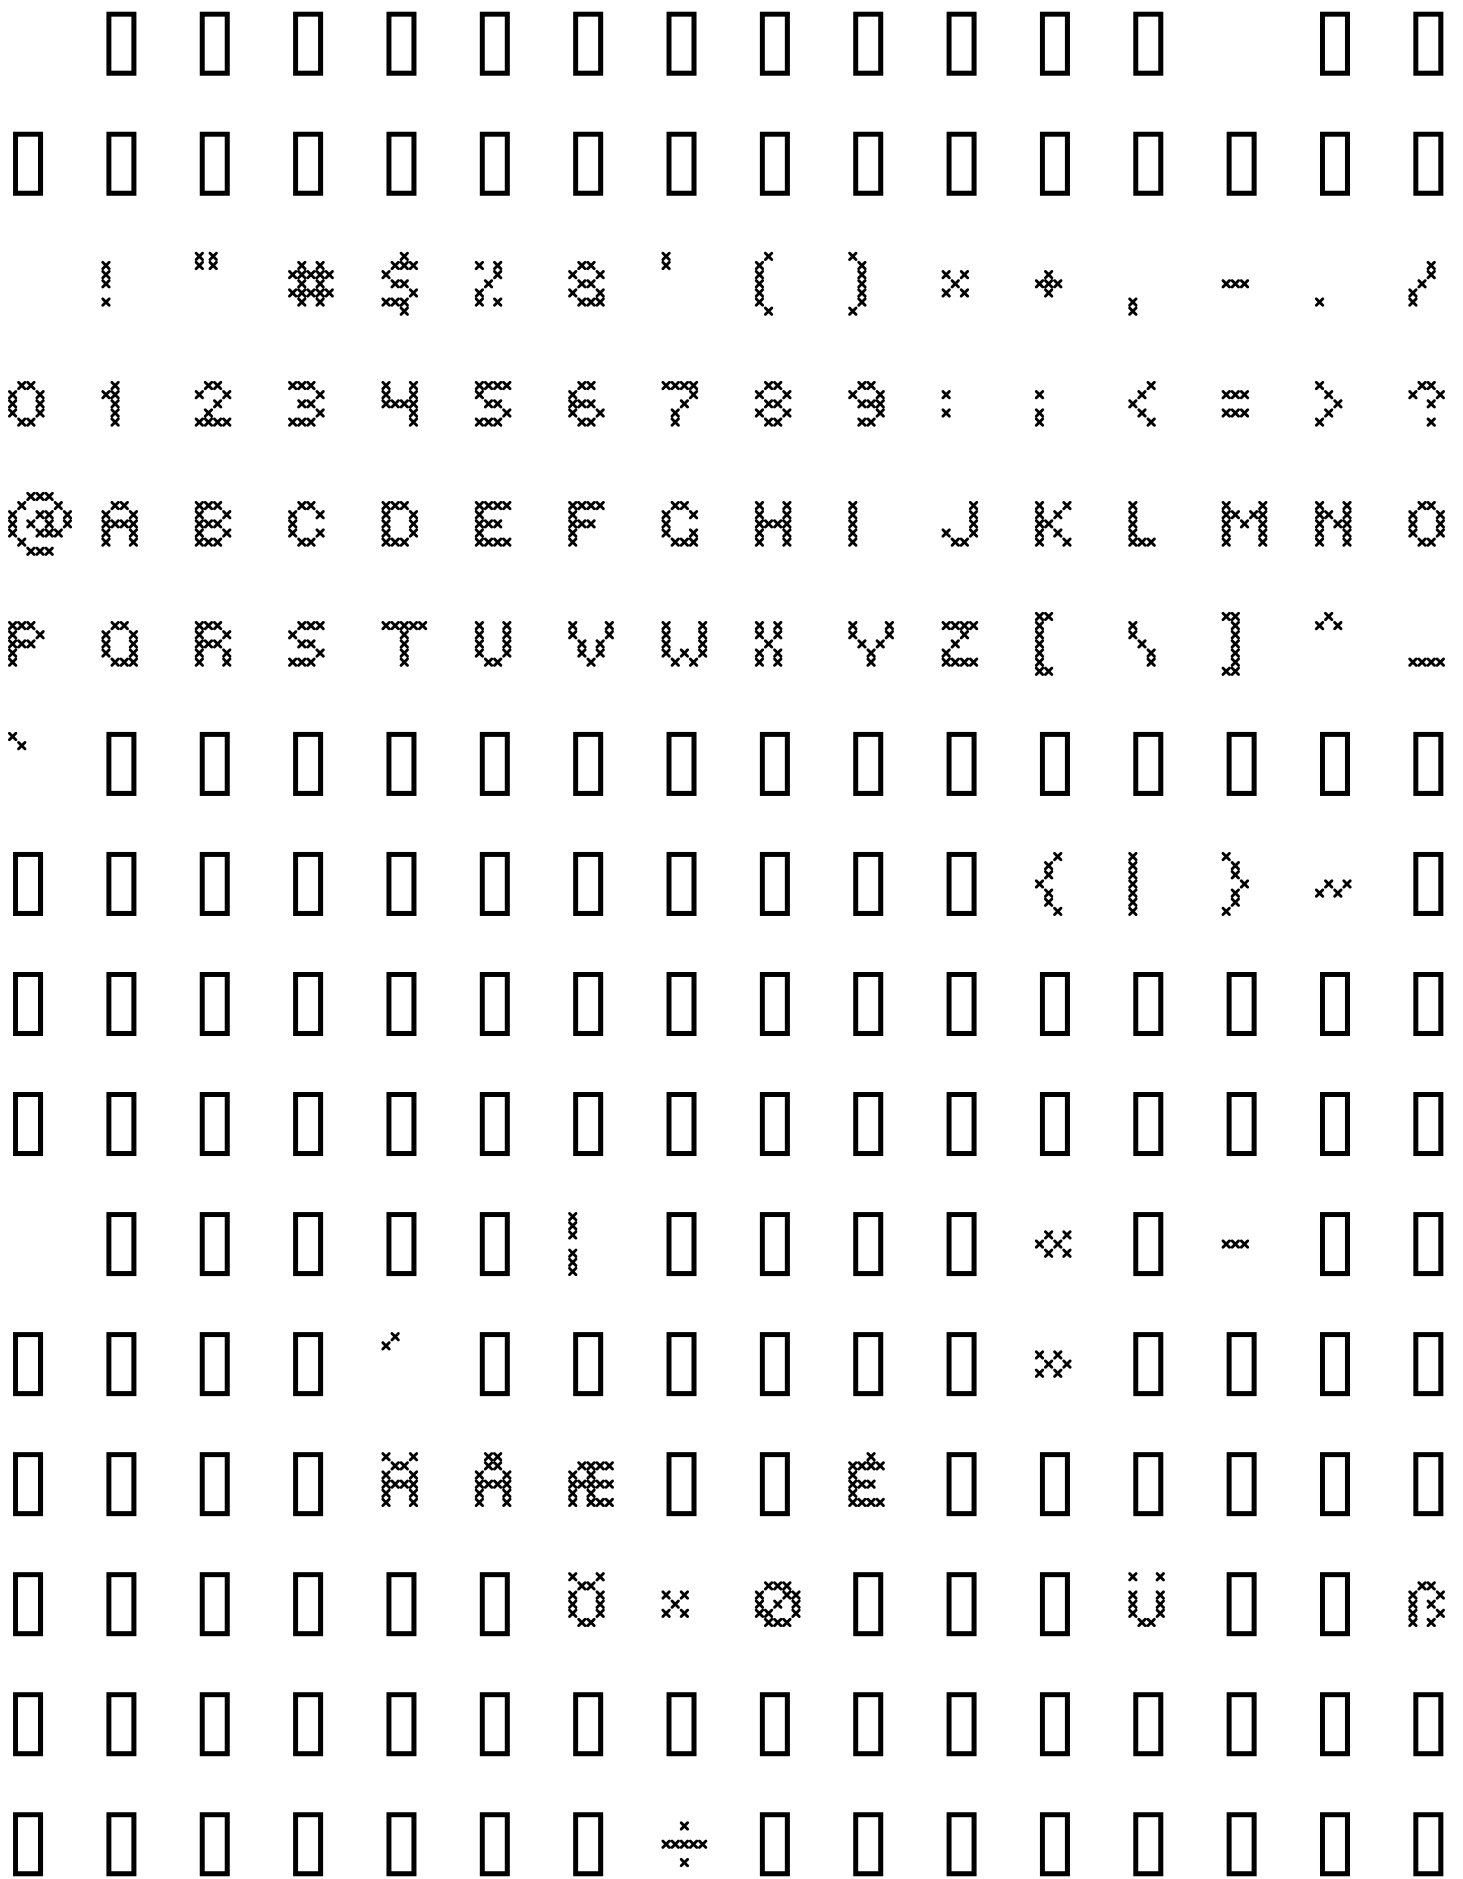 ! " # $ % & ' ( ) * + , - . /
0 1 2 3 4 5 6 7 8 9 : ; < = > ?
@ A B C D E F G H I J K L M N O
P Q R S T U V W X Y Z [ \ ] ^ _
`
{ | } ~
¦ « -
´ »
Ä Å Æ É
Ö × Ø Ü ß
÷